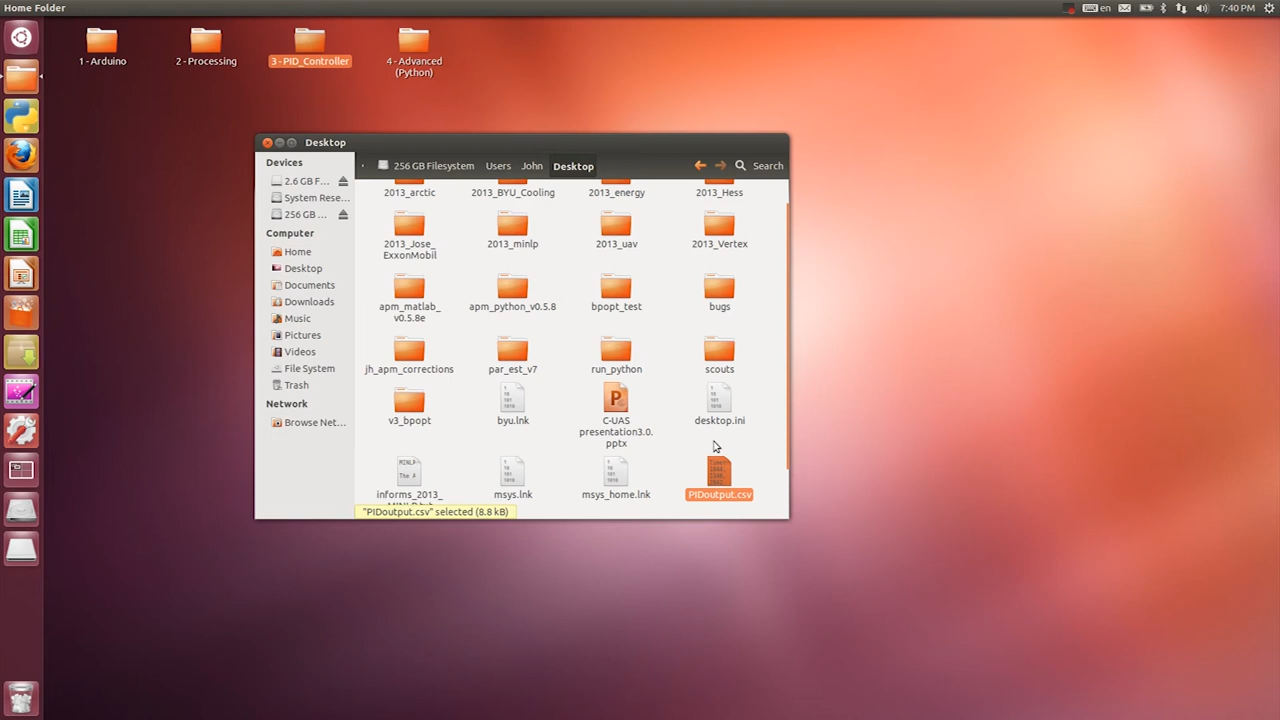 Home Folder
en
7:40 PM
1 - Arduino
2 - Processing
3 - PID_Controller
4 - Advanced
(Python)
Desktop
Devices
2.6 GB F...
System Rese...
256 GB ...
Computer
Home
Desktop
Documents
Downloads
Music
Pictures
Videos
File System
Trash
Network
Browse Net...
256 GB Filesystem
Users
John
Desktop
Search
2013_arctic
2013_BYU_Cooling
2013_energy
2013_Hess
2013_Jose_
ExxonMobil
2013_minlp
2013_uav
2013_Vertex
apm_matlab_
v0.5.8e
apm_python_v0.5.8
bpopt_test
bugs
jh_apm_corrections
par_est_v7
run_python
scouts
v3_bpopt
byu.lnk
C-UAS
presentation3.0.
pptx
desktop.ini
informs_2013_
msys.lnk
msys_home.lnk
PIDoutput.csv
"PIDoutput.csv" selected (8.8 kB)